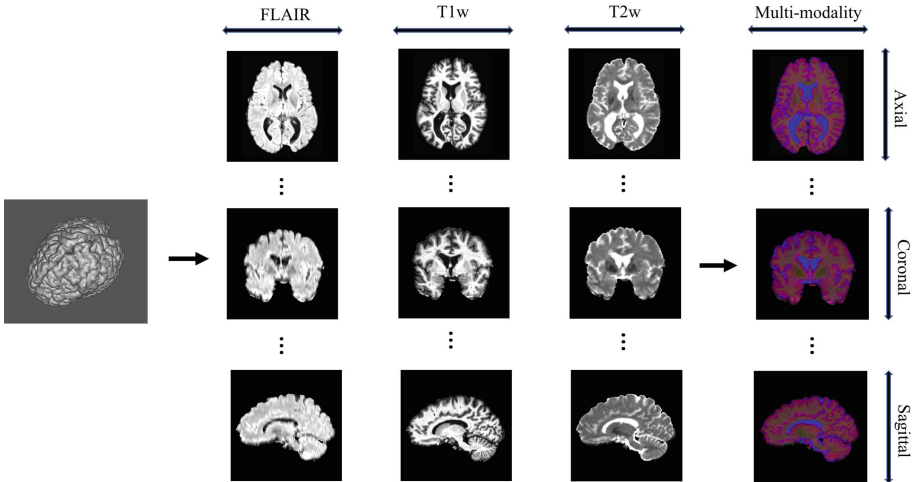 FLAIR
T1w
T2w
Multi-modality
Axial
Coronal
Sagittal